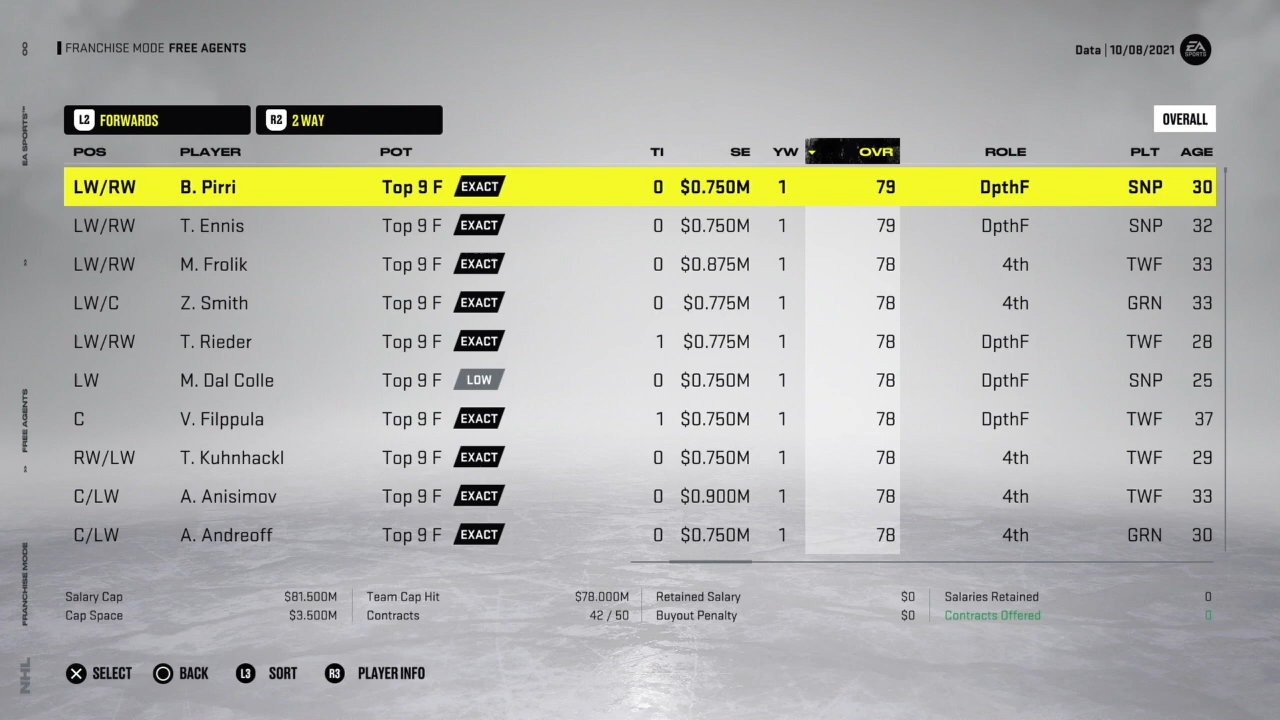 FRANCHISE MODE FREE AGENTS
Data | 10/08/2021 EA SPORTS
L2 FORWARDS R2 2 WAY OVERALL
POS PLAYER POT TI SE YW OVR ROLE PLT AGE
LW/RW B. Pirri Top 9 F EXACT 0 $0.750M 1 79 DpthF SNP 30
LW/RW T. Ennis Top 9 F EXACT 0 $0.750M 1 79 DpthF SNP 32
LW/RW M. Frolik Top 9 F EXACT 0 $0.875M 1 78 4th TWF 33
LW/C Z. Smith Top 9 F EXACT 0 $0.775M 1 78 4th GRN 33
LW/RW T. Rieder Top 9 F EXACT 1 $0.775M 1 78 DpthF TWF 28
LW M. Dal Colle Top 9 F LOW 0 $0.750M 1 78 DpthF SNP 25
C V. Filppula Top 9 F EXACT 1 $0.750M 1 78 DpthF TWF 37
RW/LW T. Kuhnhackl Top 9 F EXACT 0 $0.750M 1 78 4th TWF 29
C/LW A. Anisimov Top 9 F EXACT 0 $0.900M 1 78 4th TWF 33
C/LW A. Andreoff Top 9 F EXACT 0 $0.750M 1 78 4th GRN 30
Salary Cap $81.500M Team Cap Hit $78.000M Retained Salary $0 Salaries Retained 0
Cap Space $3.500M Contracts 42 / 50 Buyout Penalty $0 Contracts Offered 0
SELECT BACK L3 SORT R3 PLAYER INFO
NHL FRANCHISE MODE >> FREE AGENTS >> EA SPORTS™